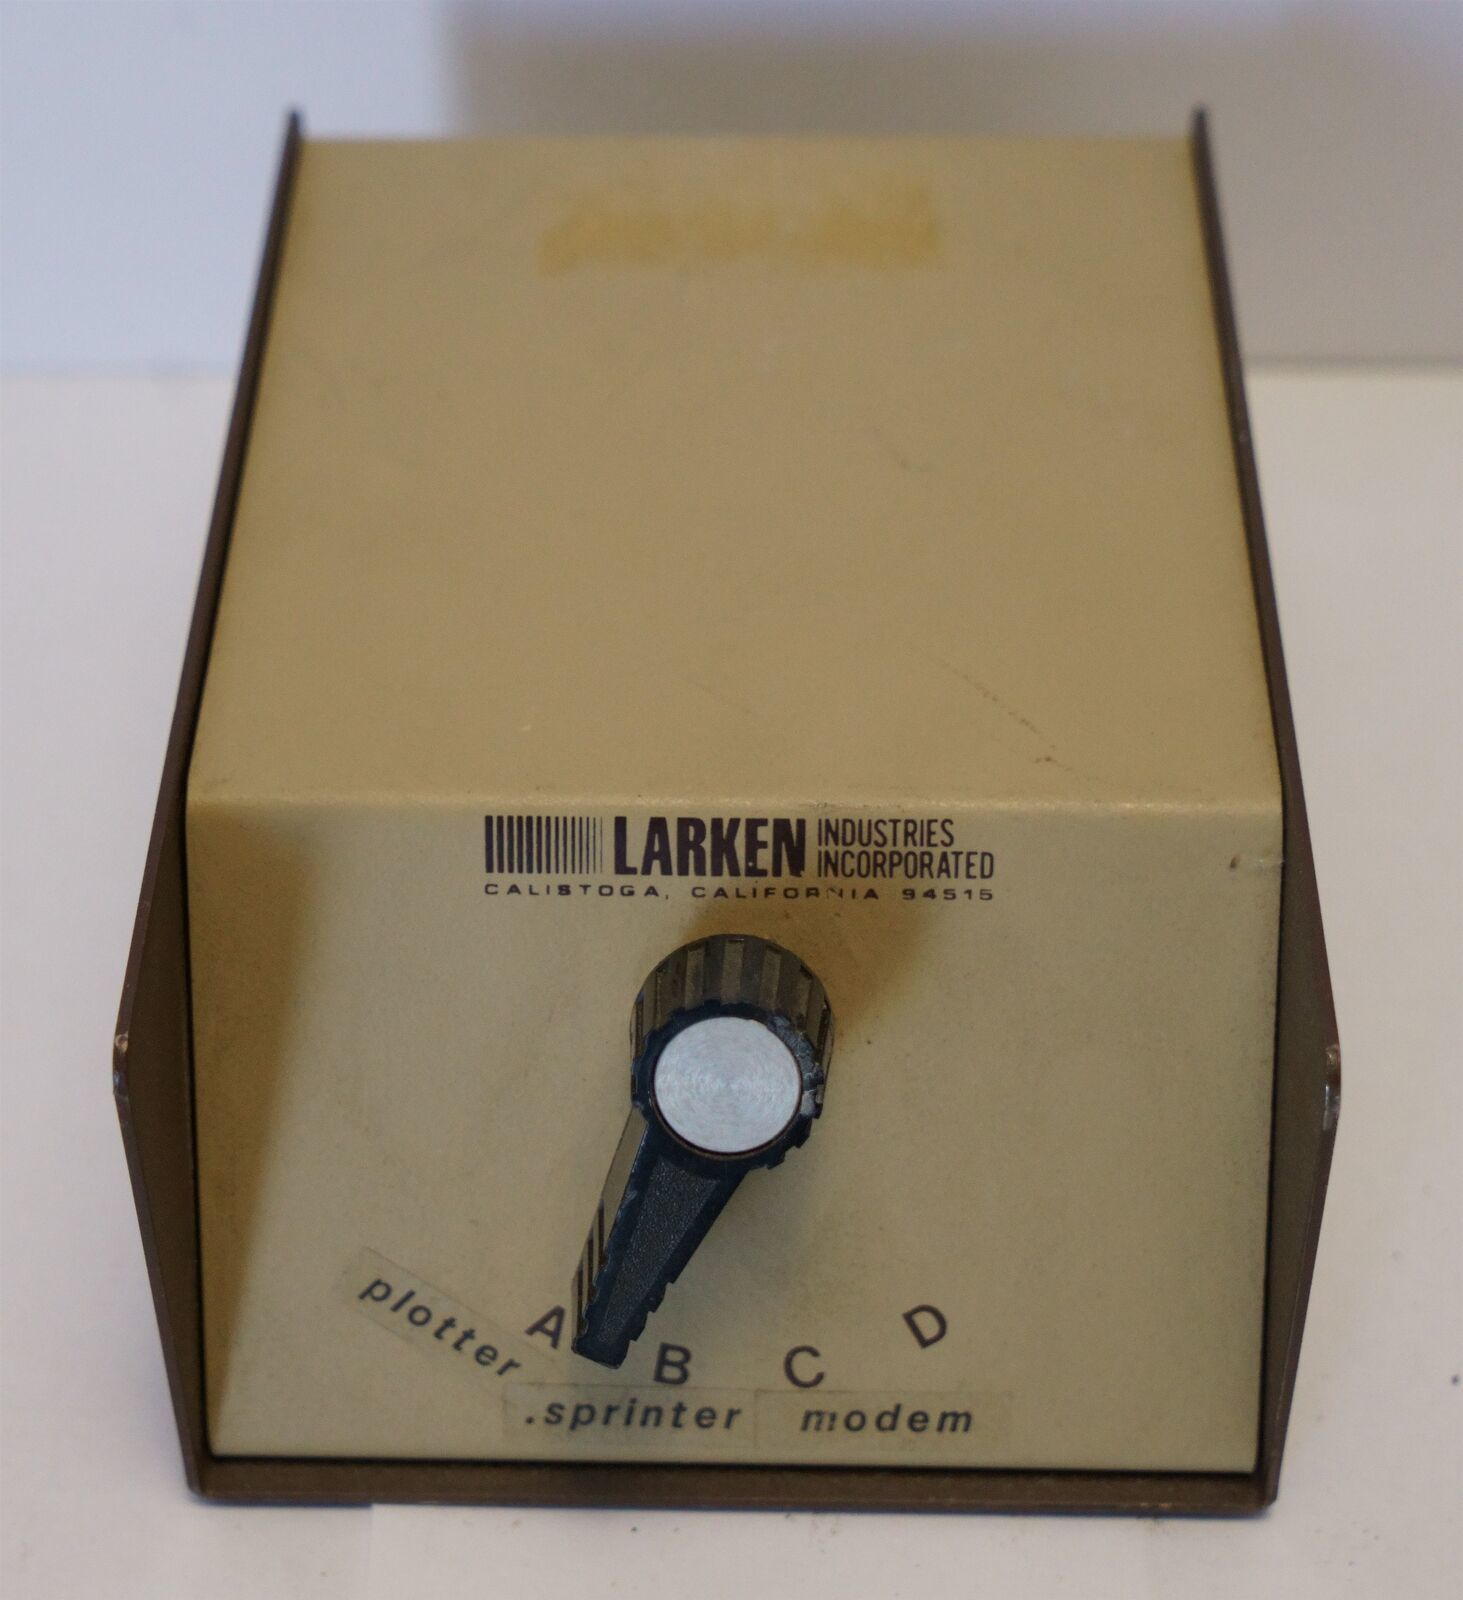 LARKEN INDUSTRIES
INCORPORATED
CALISTOGA, CALIFORNIA 94515
A B C D
plotter
.sprinter modem